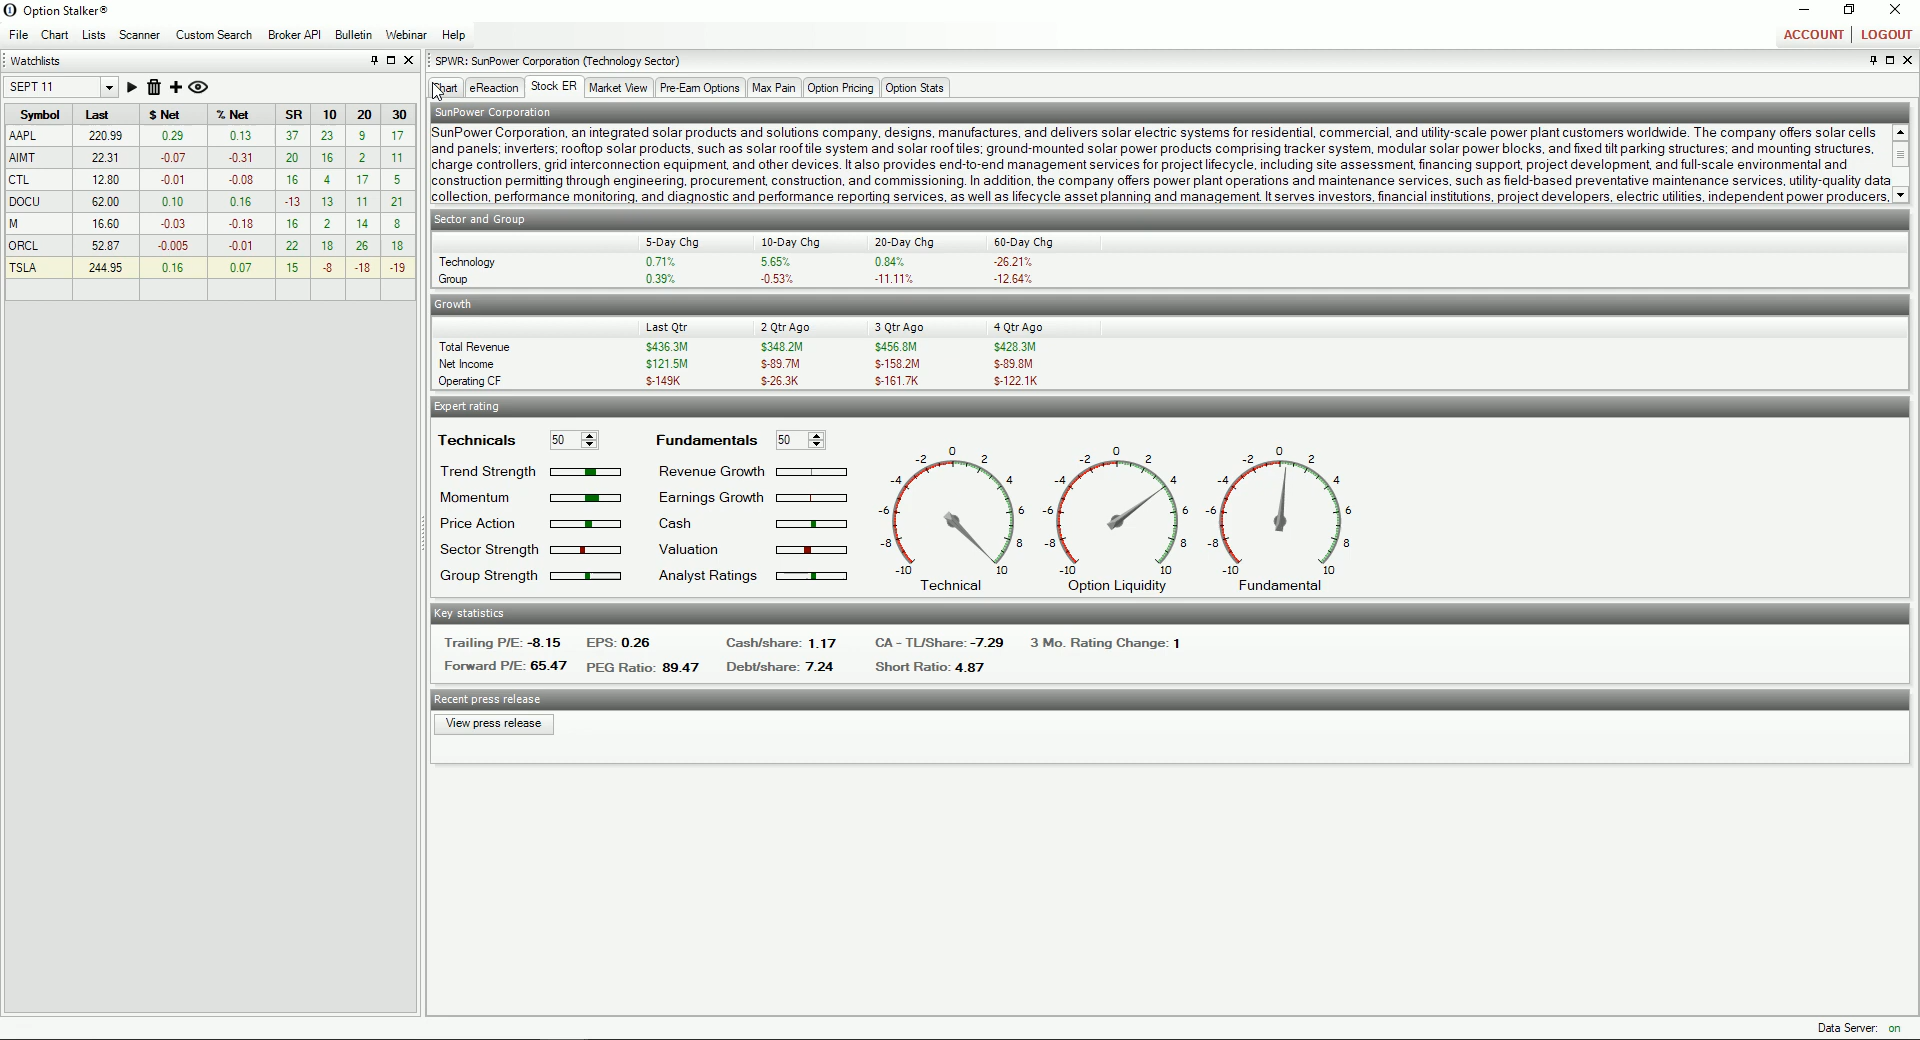 Option Stalker®
File Chart Lists Scanner Custom Search Broker API Bulletin Webinar Help
ACCOUNT LOGOUT
Watchlists
SEPT 11
Symbol Last $ Net % Net SR 10 20 30
AAPL 220.99 0.29 0.13 37 23 9 17
AIMT 22.31 -0.07 -0.31 20 16 2 11
CTL 12.80 -0.01 -0.08 16 4 17 5
DOCU 62.00 0.10 0.16 -13 13 11 21
M 16.60 -0.03 -0.18 16 2 14 8
ORCL 52.87 -0.005 -0.01 22 18 26 18
TSLA 244.95 0.16 0.07 15 -8 -18 -19
SPWR: SunPower Corporation (Technology Sector)
eReaction Stock ER Market View Pre-Earn Options Max Pain Option Pricing Option Stats
SunPower Corporation
SunPower Corporation, an integrated solar products and solutions company, designs, manufactures, and delivers solar electric systems for residential, commercial, and utility-scale power plant customers worldwide. The company offers solar cells
and panels; inverters; rooftop solar products, such as solar roof tile system and solar roof tiles; ground-mounted solar power products comprising tracker system, modular solar power blocks, and fixed tilt parking structures; and mounting structures,
charge controllers, grid interconnection equipment, and other devices. It also provides end-to-end management services for project lifecycle, including site assessment, financing support, project development, and full-scale environmental and
construction permitting through engineering, procurement, construction, and commissioning. In addition, the company offers power plant operations and maintenance services, such as field-based preventative maintenance services, utility-quality data
collection, performance monitoring, and diagnostic and performance reporting services, as well as lifecycle asset planning and management. It serves investors, financial institutions, project developers, electric utilities, independent power producers,
Sector and Group
5-Day Chg 10-Day Chg 20-Day Chg 60-Day Chg
Technology 0.71% 5.65% 0.84% -26.21%
Group 0.39% -0.53% -11.11% -12.64%
Growth
Last Qtr 2 Qtr Ago 3 Qtr Ago 4 Qtr Ago
Total Revenue $436.3M $348.2M $456.8M $428.3M
Net Income $121.5M $-89.7M $-158.2M $-89.8M
Operating CF $-149K $-26.3K $-161.7K $-122.1K
Expert rating
Technicals 50
Trend Strength
Momentum
Price Action
Sector Strength
Group Strength
Fundamentals 50
Revenue Growth
Earnings Growth
Cash
Valuation
Analyst Ratings
-10 -8 -6 -4 -2 0 2 4 6 8 10
Technical
-10 -8 -6 -4 -2 0 2 4 6 8 10
Option Liquidity
-10 -8 -6 -4 -2 0 2 4 6 8 10
Fundamental
Key statistics
Trailing P/E: -8.15 EPS: 0.26 Cash/share: 1.17 CA - TL/Share: -7.29 3 Mo. Rating Change: 1
Forward P/E: 65.47 PEG Ratio: 89.47 Debt/share: 7.24 Short Ratio: 4.87
Recent press release
View press release
Data Server: on